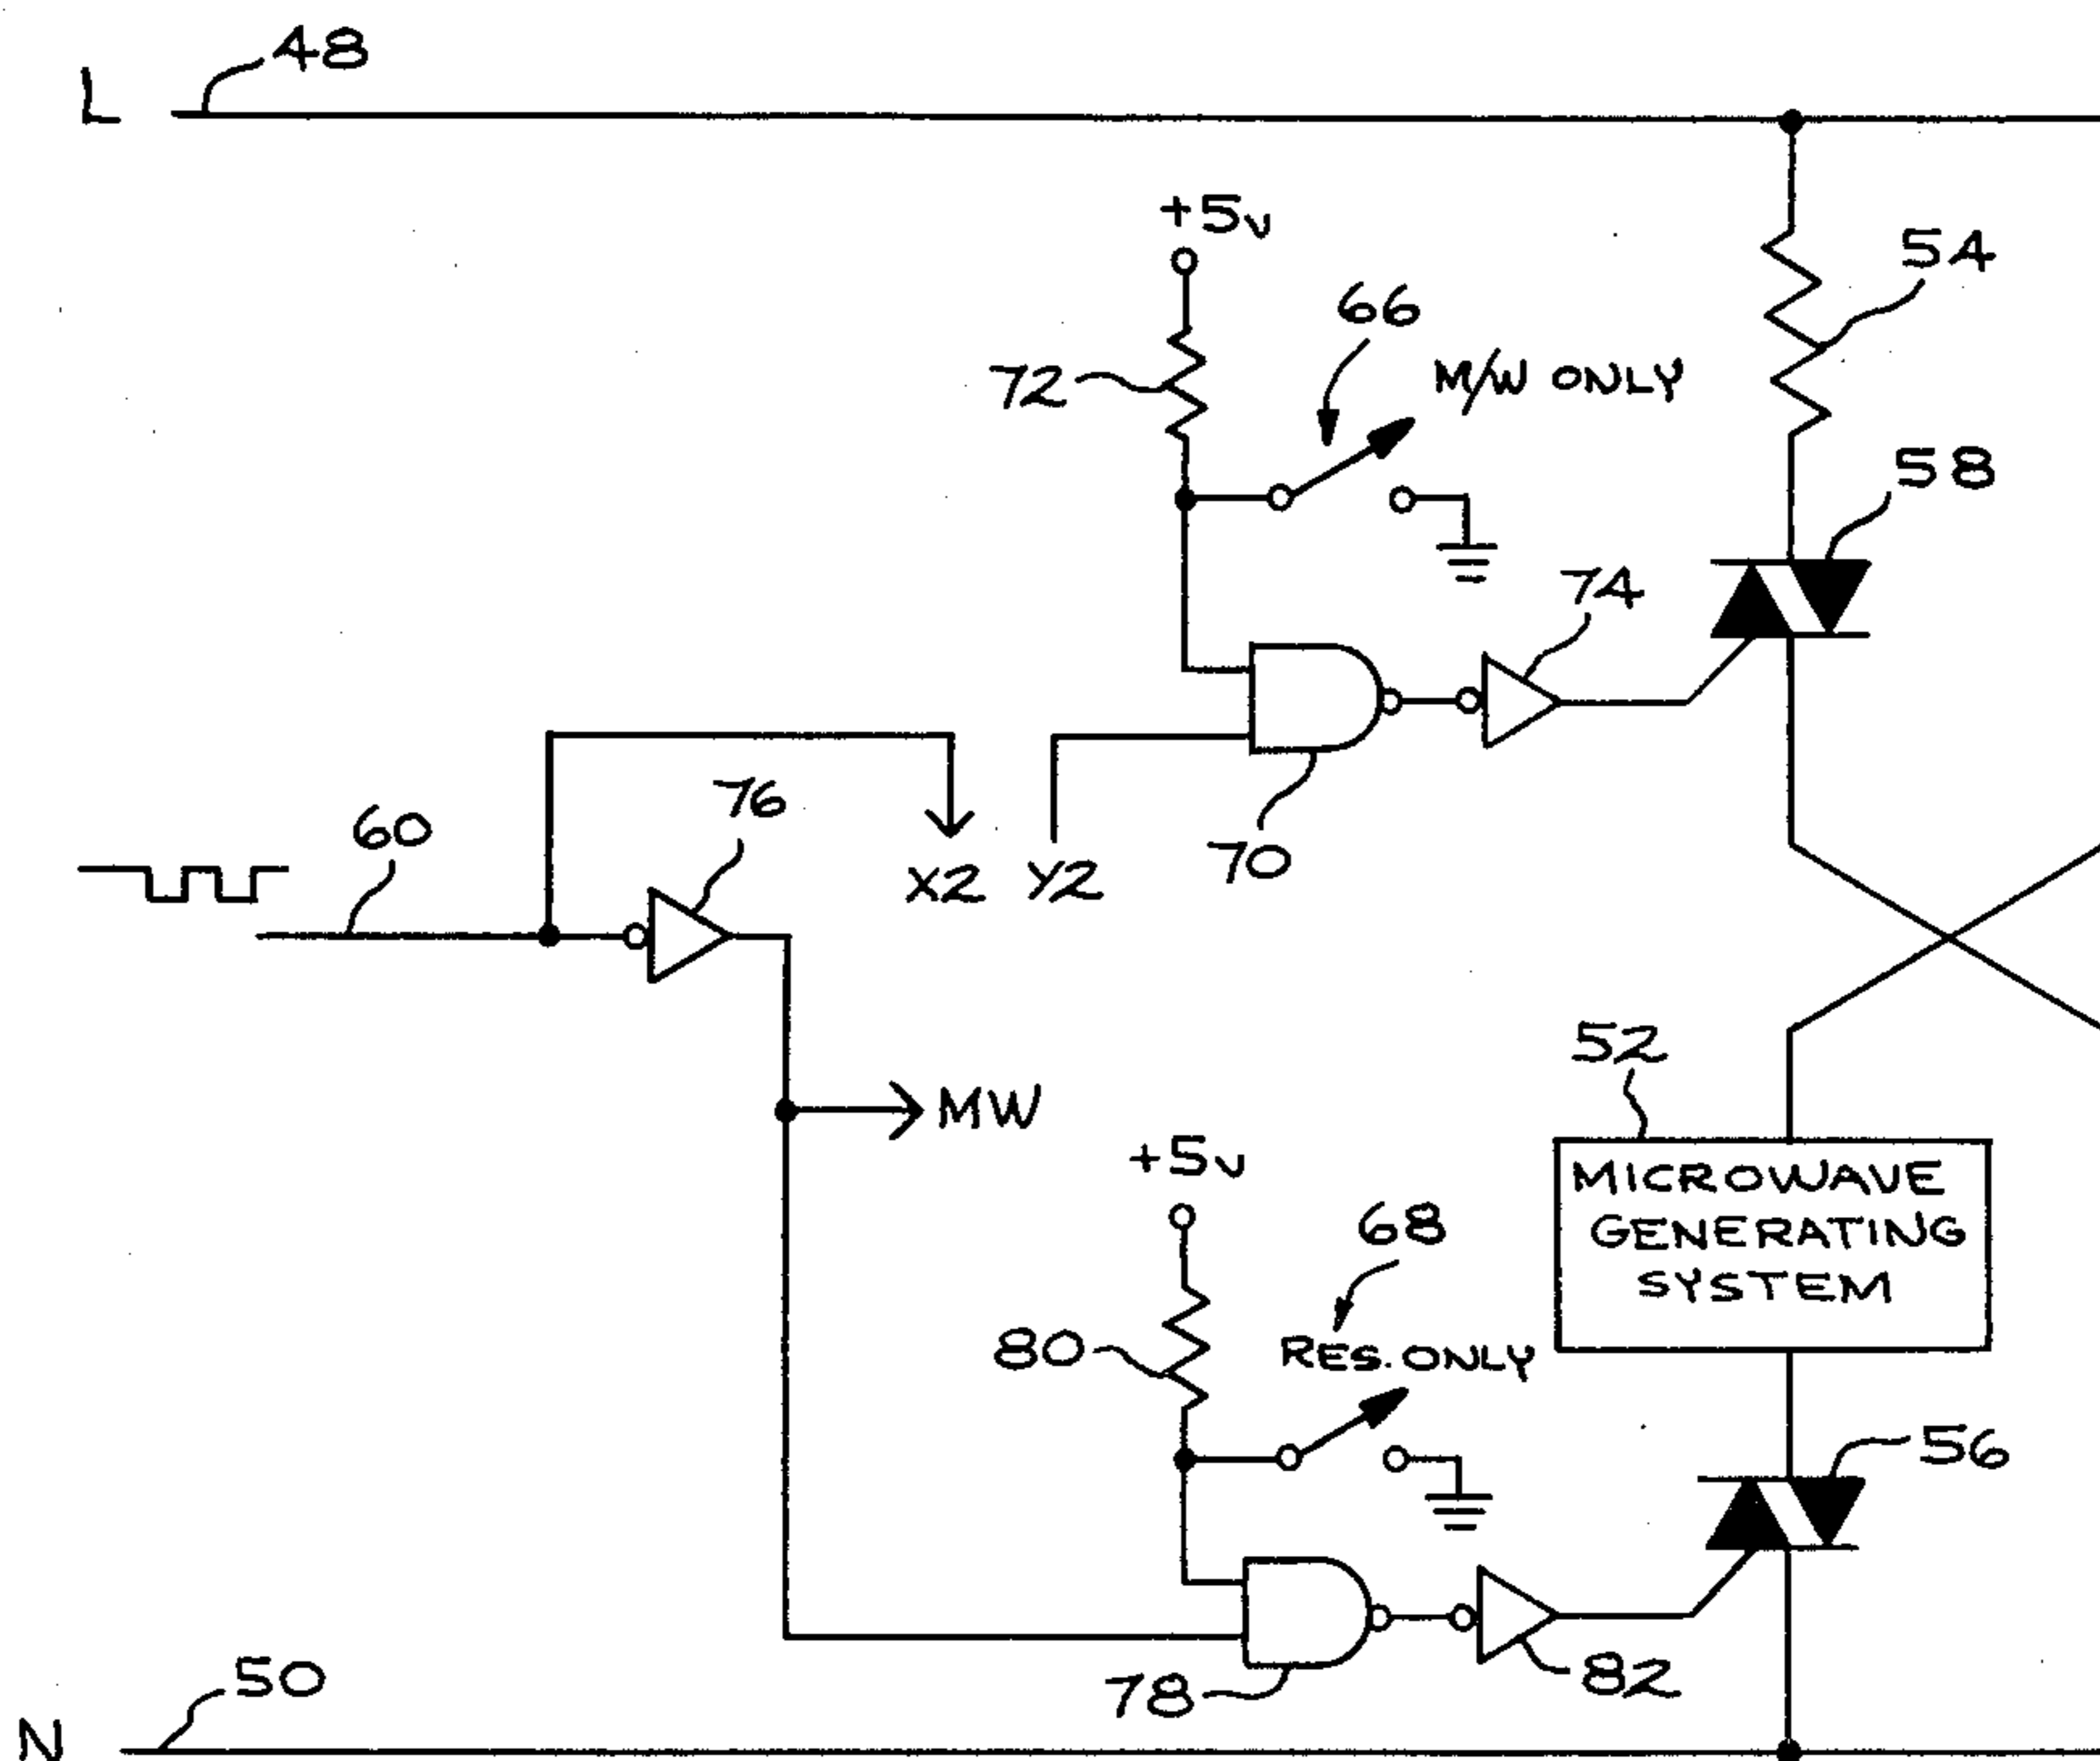 L
48
+5v
54
66
72
M/W ONLY
58
74
76
60
X2
Y2
70
52
MW
+5v
MICROWAVE
GENERATING
SYSTEM
68
80
RES. ONLY
56
50
78
82
N